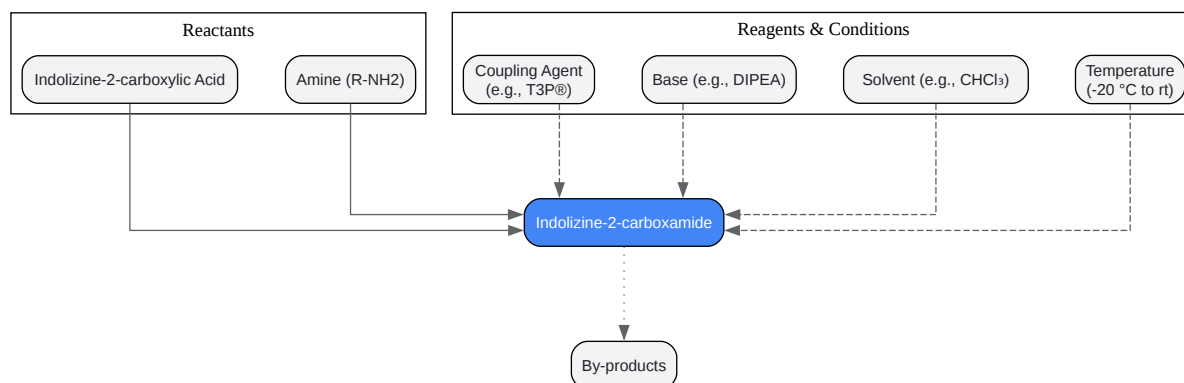 Reactants
Reagents & Conditions
Indolizine-2-carboxylic Acid
Amine (R-NH2)
Coupling Agent
(e.g., T3P®)
Base (e.g., DIPEA)
Solvent (e.g., CHCl₃)
Temperature
(-20 °C to rt)
Indolizine-2-carboxamide
By-products